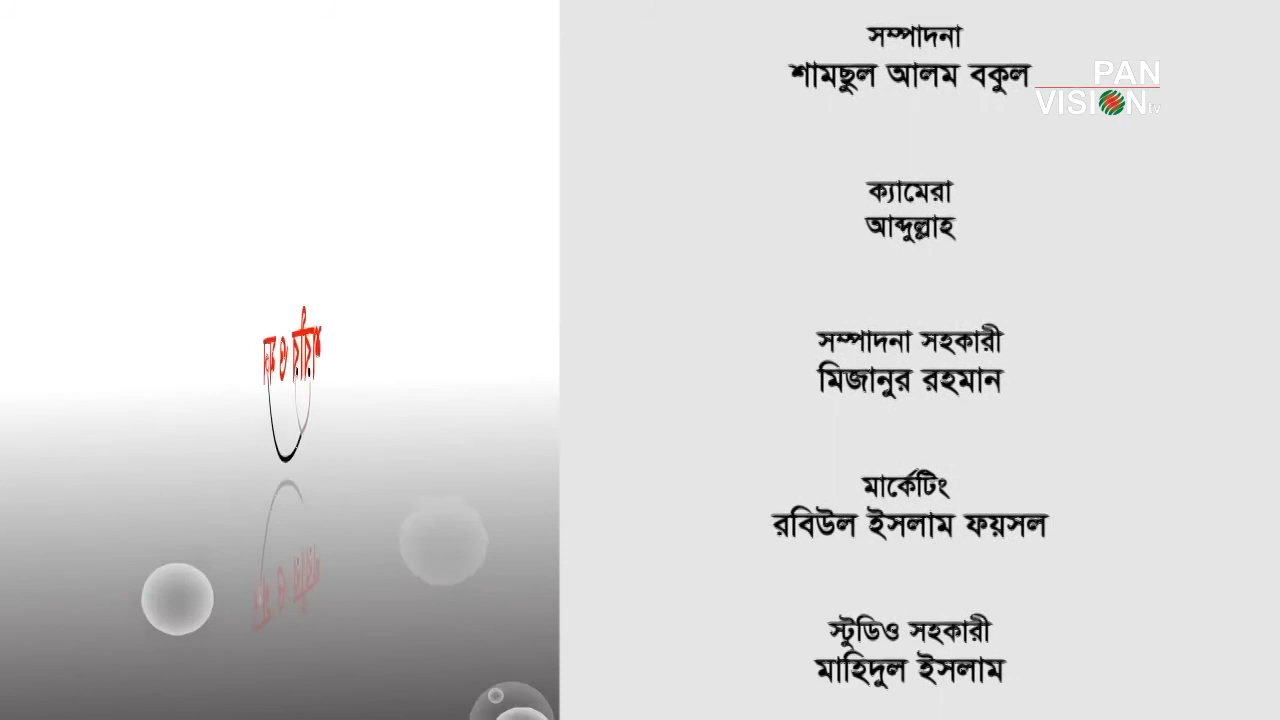 সম্পাদনা
শামছুল আলম বকুল
PAN
VISION tv
ক্যামেরা
আব্দুল্লাহ
সম্পাদনা সহকারী
মিজানুর রহমান
মার্কেটিং
রবিউল ইসলাম ফয়সল
স্টুডিও সহকারী
মাহিদুল ইসলাম